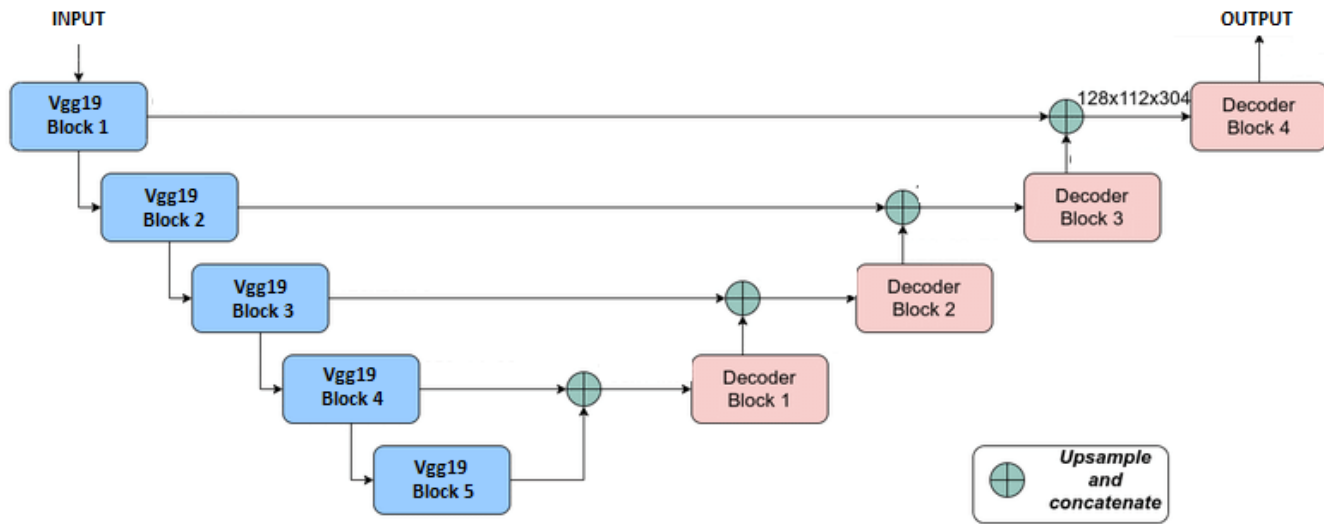 INPUT
OUTPUT
Vgg19
Block 1
128x112x304
Decoder
Block 4
Vgg19
Block 2
Decoder
Block 3
Vgg19
Block 3
Decoder
Block 2
Vgg19
Block 4
Decoder
Block 1
Vgg19
Block 5
Upsample
and
concatenate